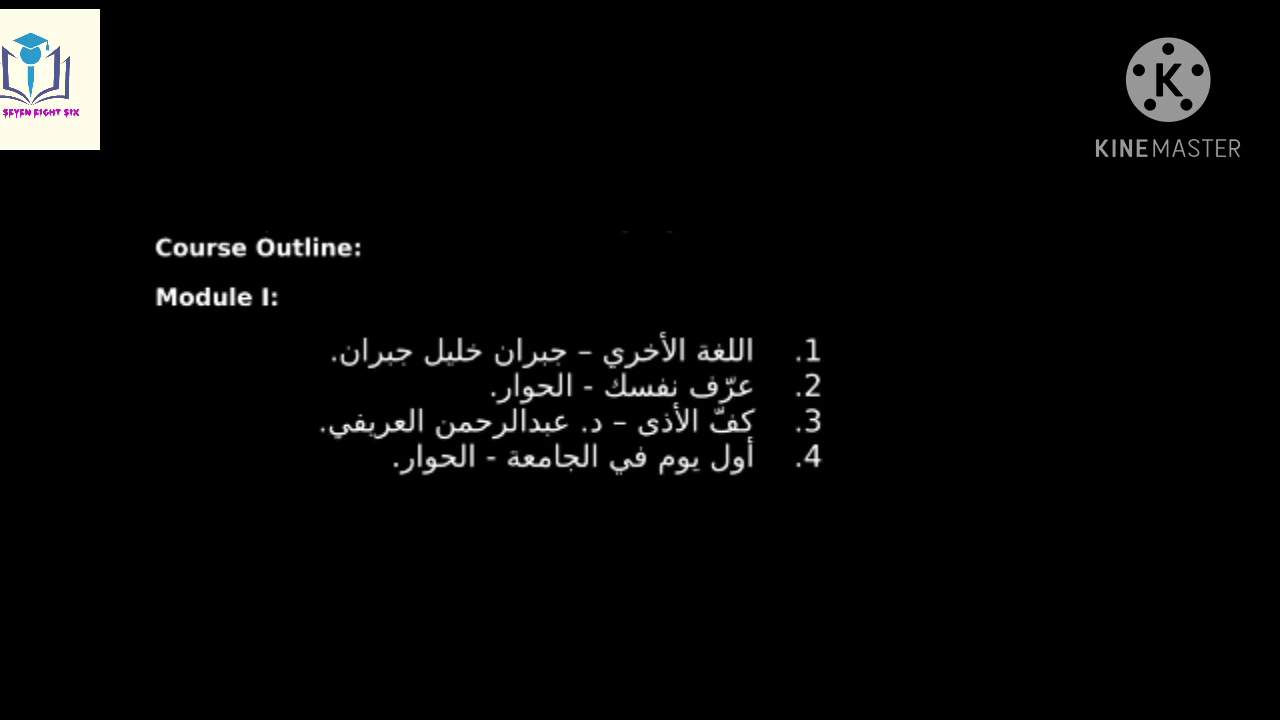 SEVEN EIGHT SIX
K
KINEMASTER
Course Outline:
Module I:
1. اللغة الأخري – جبران خليل جبران.
2. عرّف نفسك - الحوار.
3. كفّ الأذى – د. عبدالرحمن العريفي.
4. أول يوم في الجامعة - الحوار.